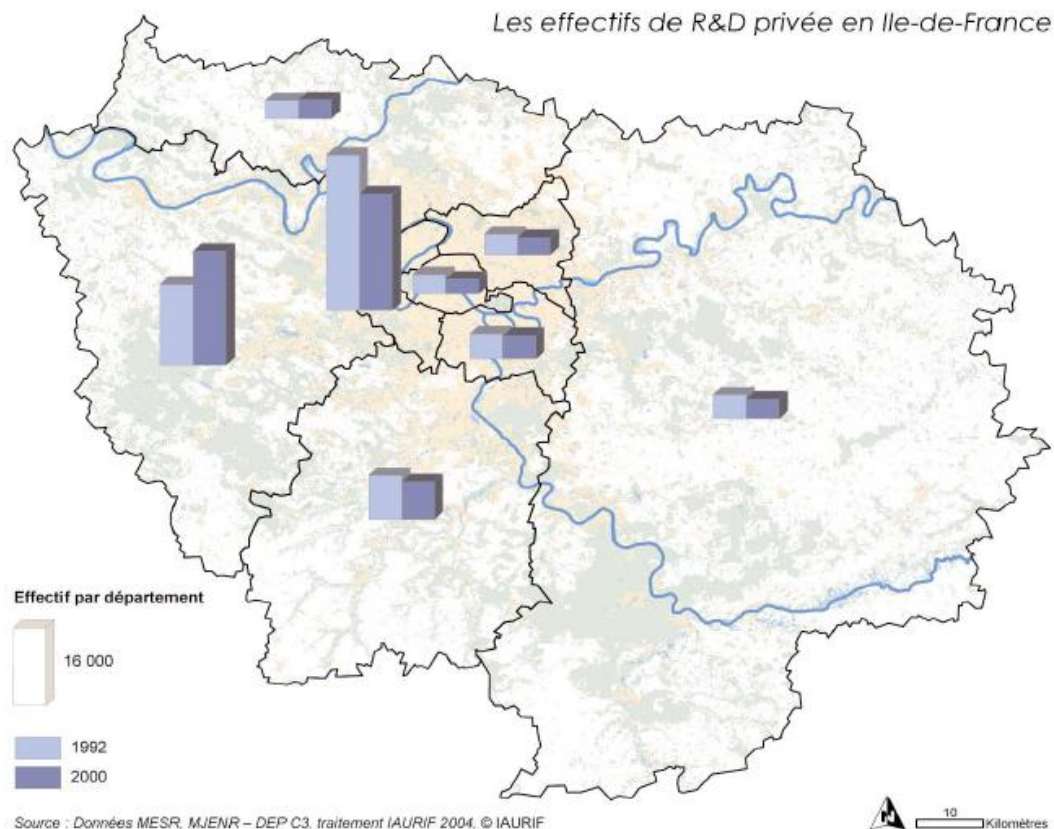 Les effectifs de R&D privée en Ile-de-France
Effectif par département
16 000
1992
2000
Source : Données MESR, MJENR – DEP C3, traitement IAURIF 2004, © IAURIF
10
Kilomètres